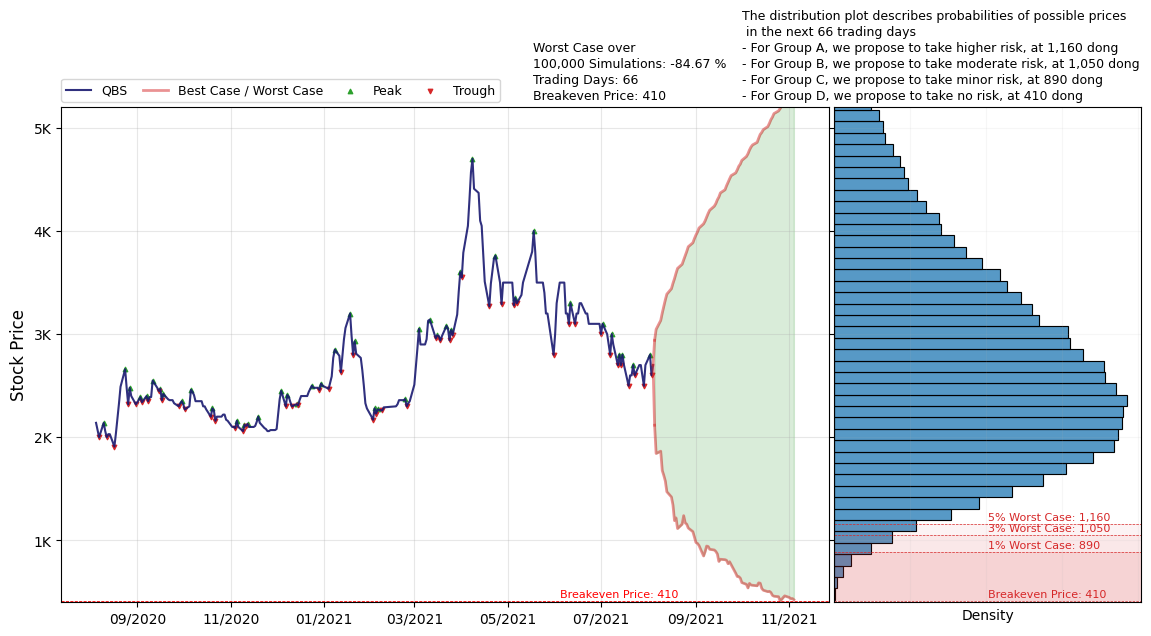 The distribution plot describes probabilities of possible prices
in the next 66 trading days
- For Group A, we propose to take higher risk, at 1,160 dong
- For Group B, we propose to take moderate risk, at 1,050 dong
- For Group C, we propose to take minor risk, at 890 dong
- For Group D, we propose to take no risk, at 410 dong
Worst Case over
100,000 Simulations: -84.67 %
Trading Days: 66
Breakeven Price: 410
QBS
Best Case / Worst Case
Peak
Trough
Stock Price
5K
4K
3K
2K
1K
09/2020
11/2020
01/2021
03/2021
05/2021
07/2021
09/2021
11/2021
Breakeven Price: 410
5% Worst Case: 1,160
3% Worst Case: 1,050
1% Worst Case: 890
Breakeven Price: 410
Density